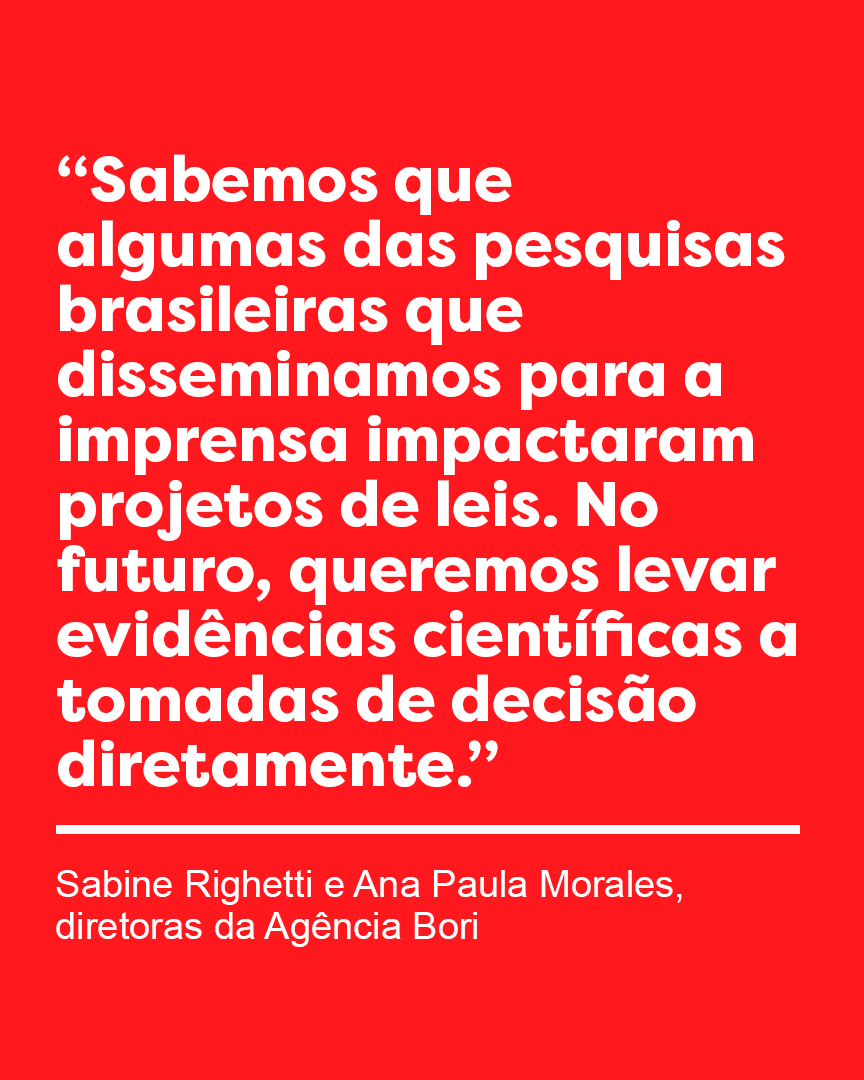 “Sabemos que
algumas das pesquisas
brasileiras que
disseminamos para a
imprensa impactaram
projetos de leis. No
futuro, queremos levar
evidências científicas a
tomadas de decisão
diretamente.”
Sabine Righetti e Ana Paula Morales,
diretoras da Agência Bori